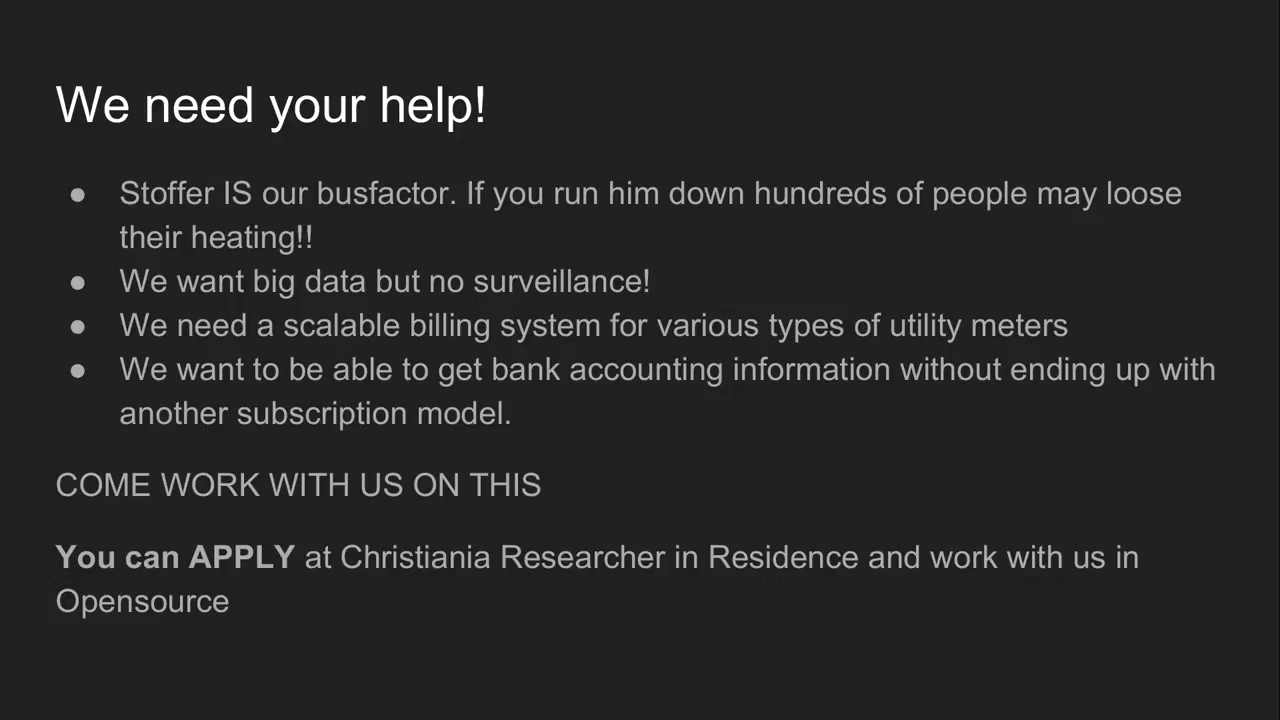 We need your help!
● Stoffer IS our busfactor. If you run him down hundreds of people may loose
their heating!!
● We want big data but no surveillance!
● We need a scalable billing system for various types of utility meters
● We want to be able to get bank accounting information without ending up with
another subscription model.
COME WORK WITH US ON THIS
You can APPLY at Christiania Researcher in Residence and work with us in
Opensource